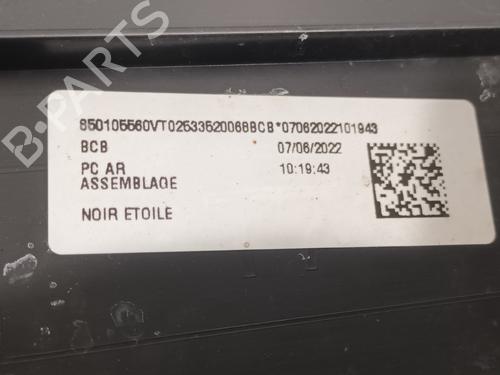 850105560VT02533520068BCB*07062022101943
BCB 07/06/2022
PC AR 10:19:43
ASSEMBLAGE
NOIR ETOILE
B-PARTS